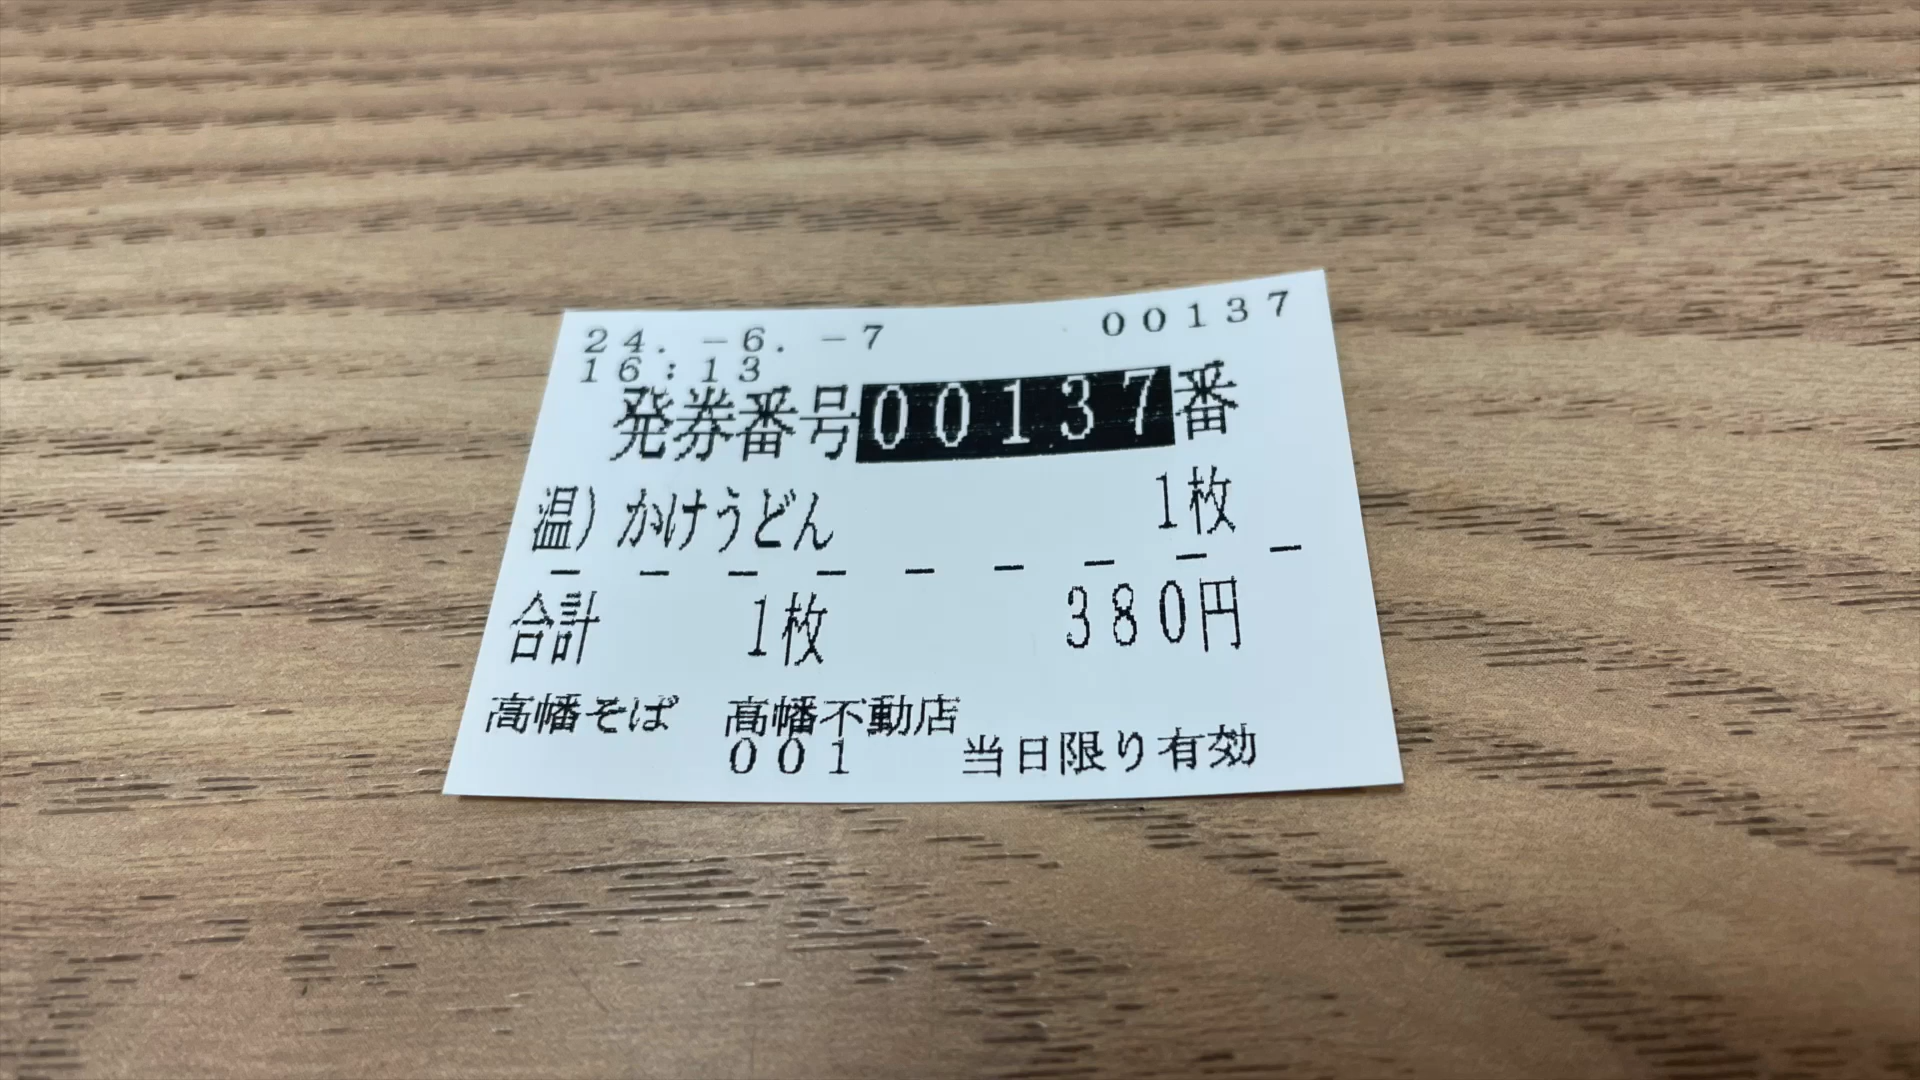 24.-6.-7 00137
16:13
発券番号00137番
温)かけうどん 1枚
- - - - - - - - -
合計 1枚 380円
高幡そば 高幡不動店
001 当日限り有効